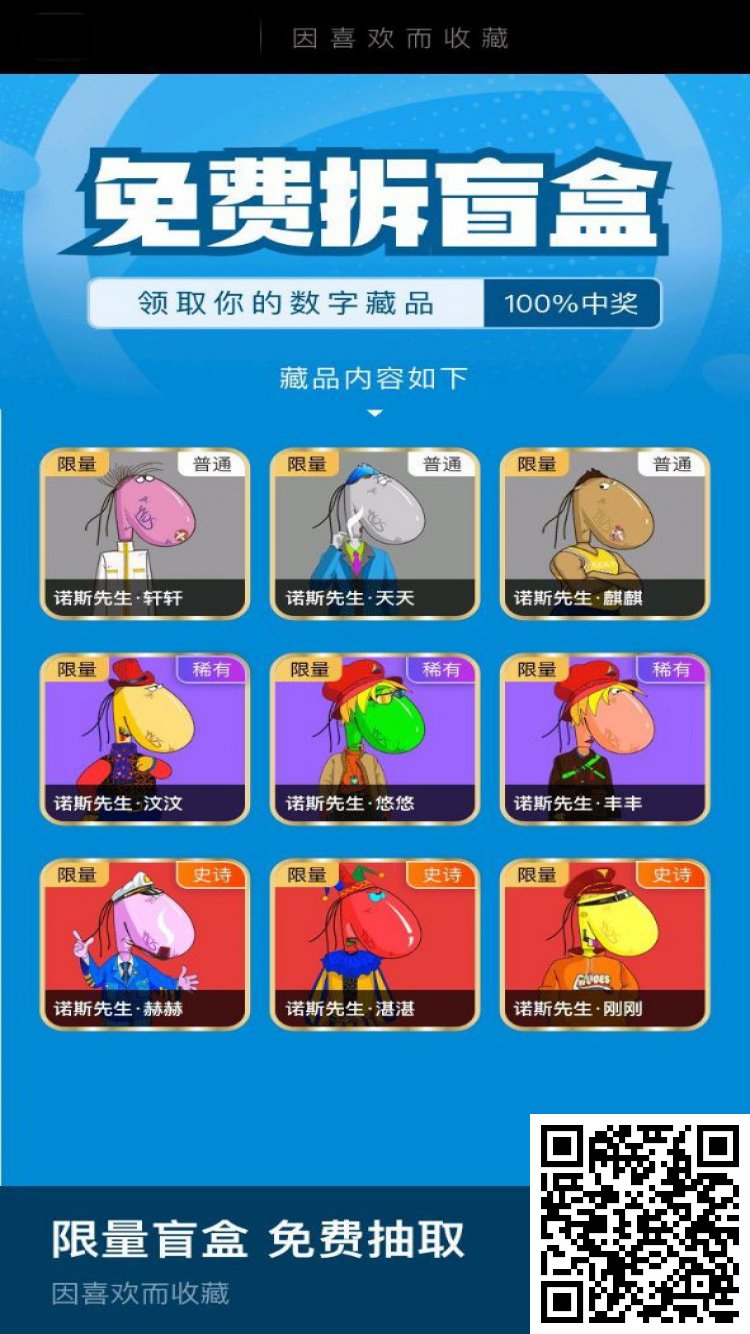 因喜欢而收藏
免费拆盲盒
领取你的数字藏品 100%中奖
藏品内容如下
限量 普通 限量 普通 限量 普通
诺斯先生·轩轩 诺斯先生·天天 诺斯先生·麒麒
限量 稀有 限量 稀有 限量 稀有
诺斯先生·汶汶 诺斯先生·悠悠 诺斯先生·丰丰
限量 史诗 限量 史诗 限量 史诗
诺斯先生·赫赫 诺斯先生·湛湛 诺斯先生·刚刚
限量盲盒 免费抽取
因喜欢而收藏